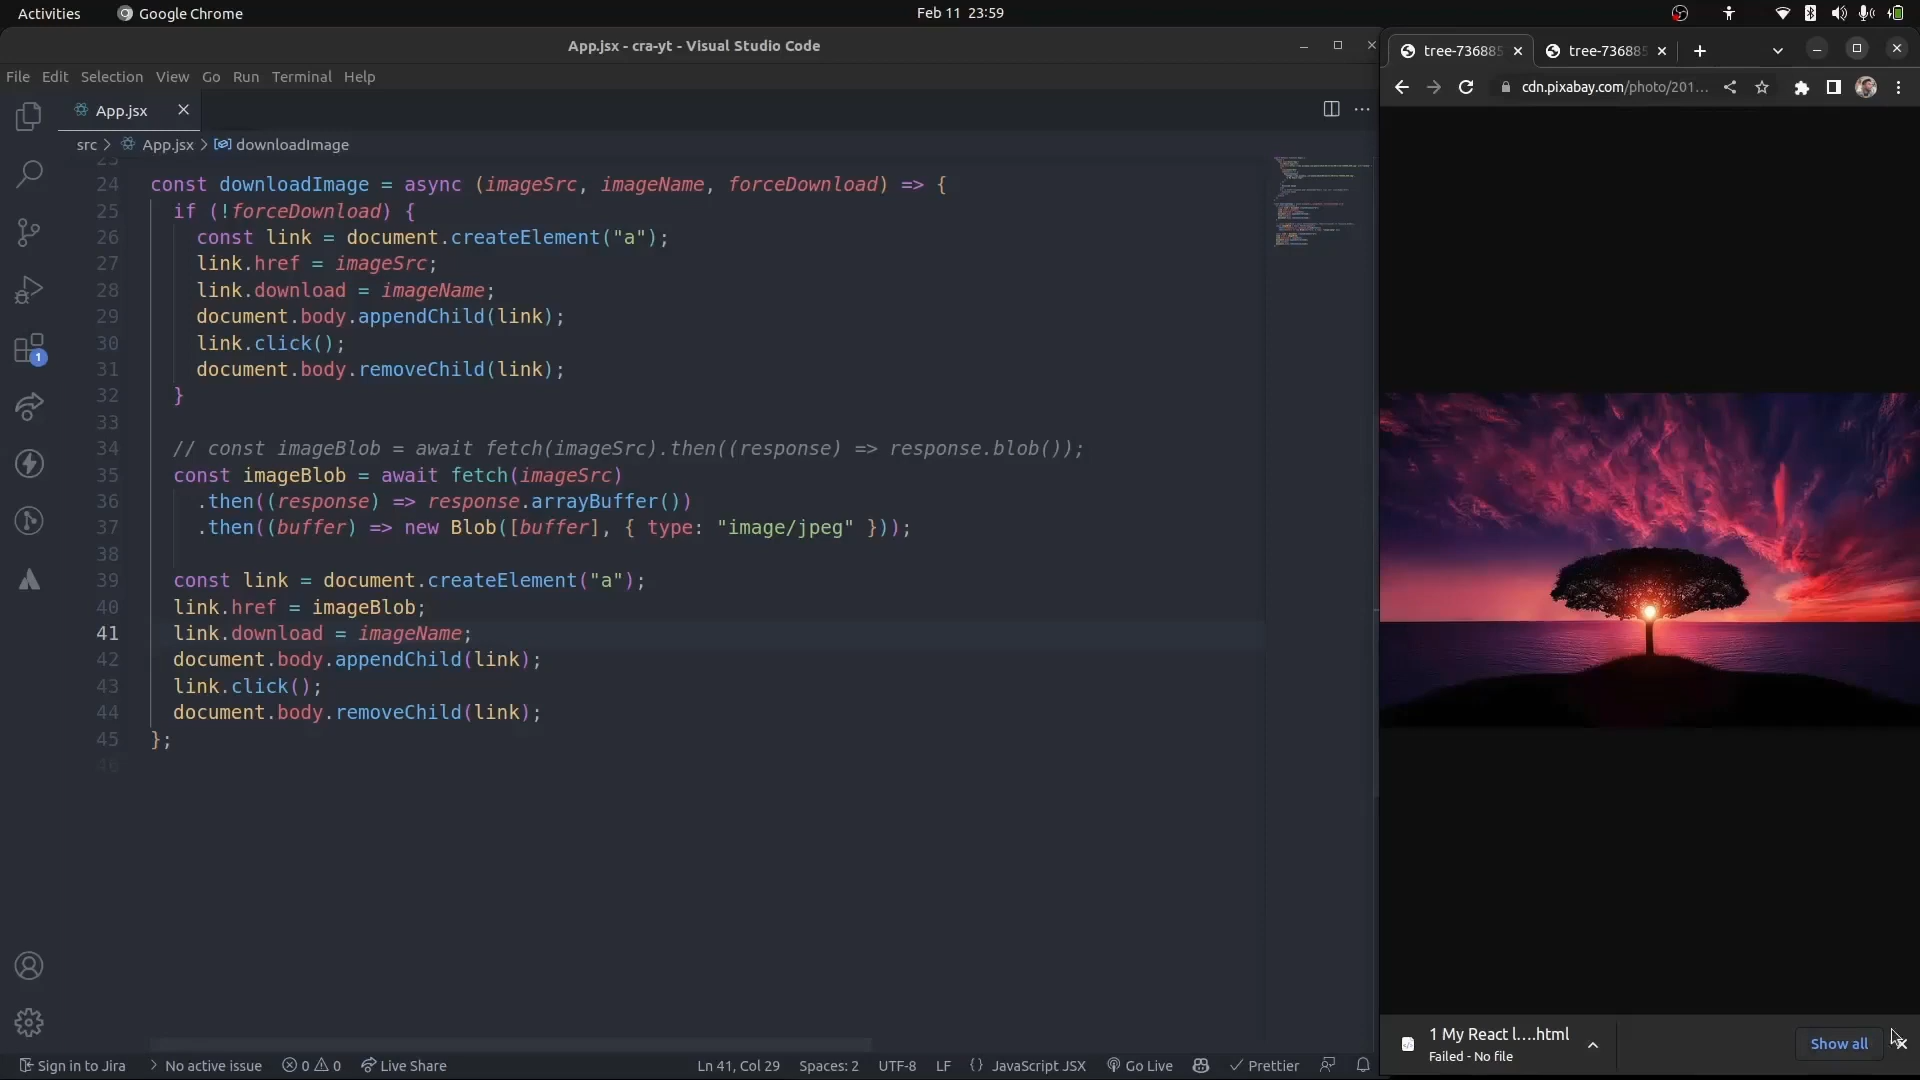 Activities
Google Chrome
Feb 11 23:59
App.jsx - cra-yt - Visual Studio Code
File Edit Selection View Go Run Terminal Help
App.jsx
src > App.jsx > downloadImage
23
24 const downloadImage = async (imageSrc, imageName, forceDownload) => {
25 if (!forceDownload) {
26 const link = document.createElement("a");
27 link.href = imageSrc;
28 link.download = imageName;
29 document.body.appendChild(link);
30 link.click();
31 document.body.removeChild(link);
32 }
33
34 // const imageBlob = await fetch(imageSrc).then((response) => response.blob());
35 const imageBlob = await fetch(imageSrc)
36 .then((response) => response.arrayBuffer())
37 .then((buffer) => new Blob([buffer], { type: "image/jpeg" }));
38
39 const link = document.createElement("a");
40 link.href = imageBlob;
41 link.download = imageName;
42 document.body.appendChild(link);
43 link.click();
44 document.body.removeChild(link);
45 };
46
1
Sign in to Jira
No active issue
0 0
Live Share
Ln 41, Col 29
Spaces: 2
UTF-8
LF
{} JavaScript JSX
Go Live
Prettier
tree-736885
tree-736885
cdn.pixabay.com/photo/201...
1 My React l....html
Failed - No file
Show all